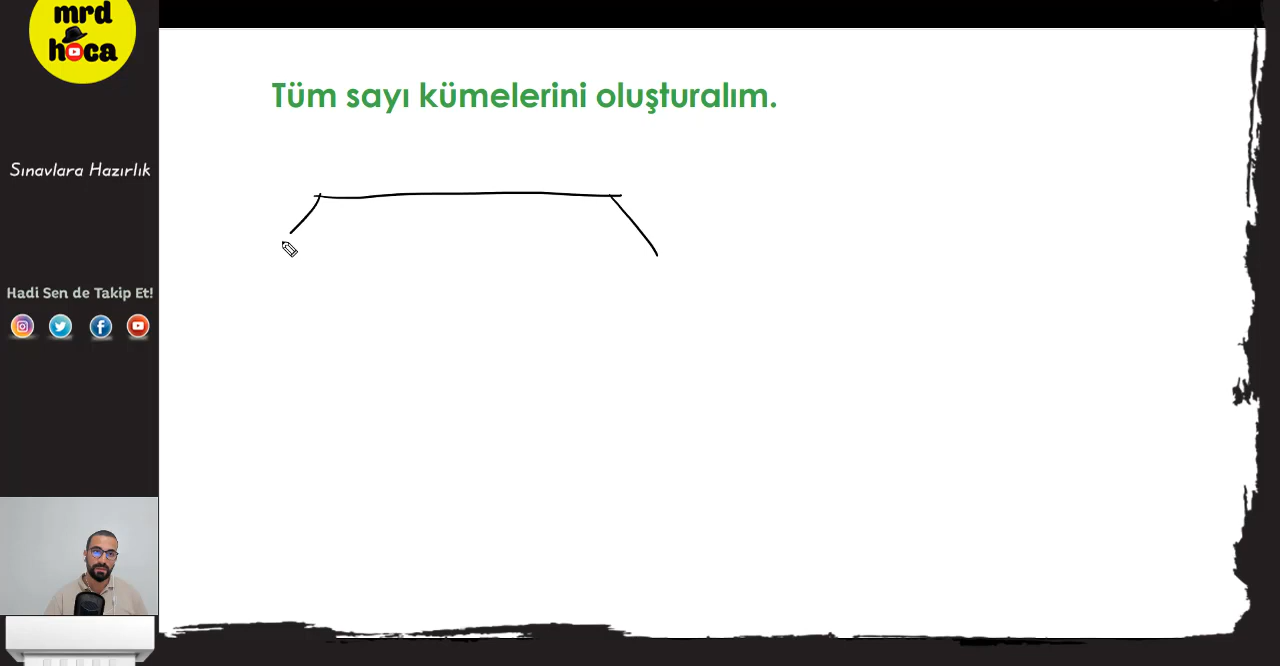 mrd
hoca
Tüm sayı kümelerini oluşturalım.
Sınavlara Hazırlık
Hadi Sen de Takip Et!